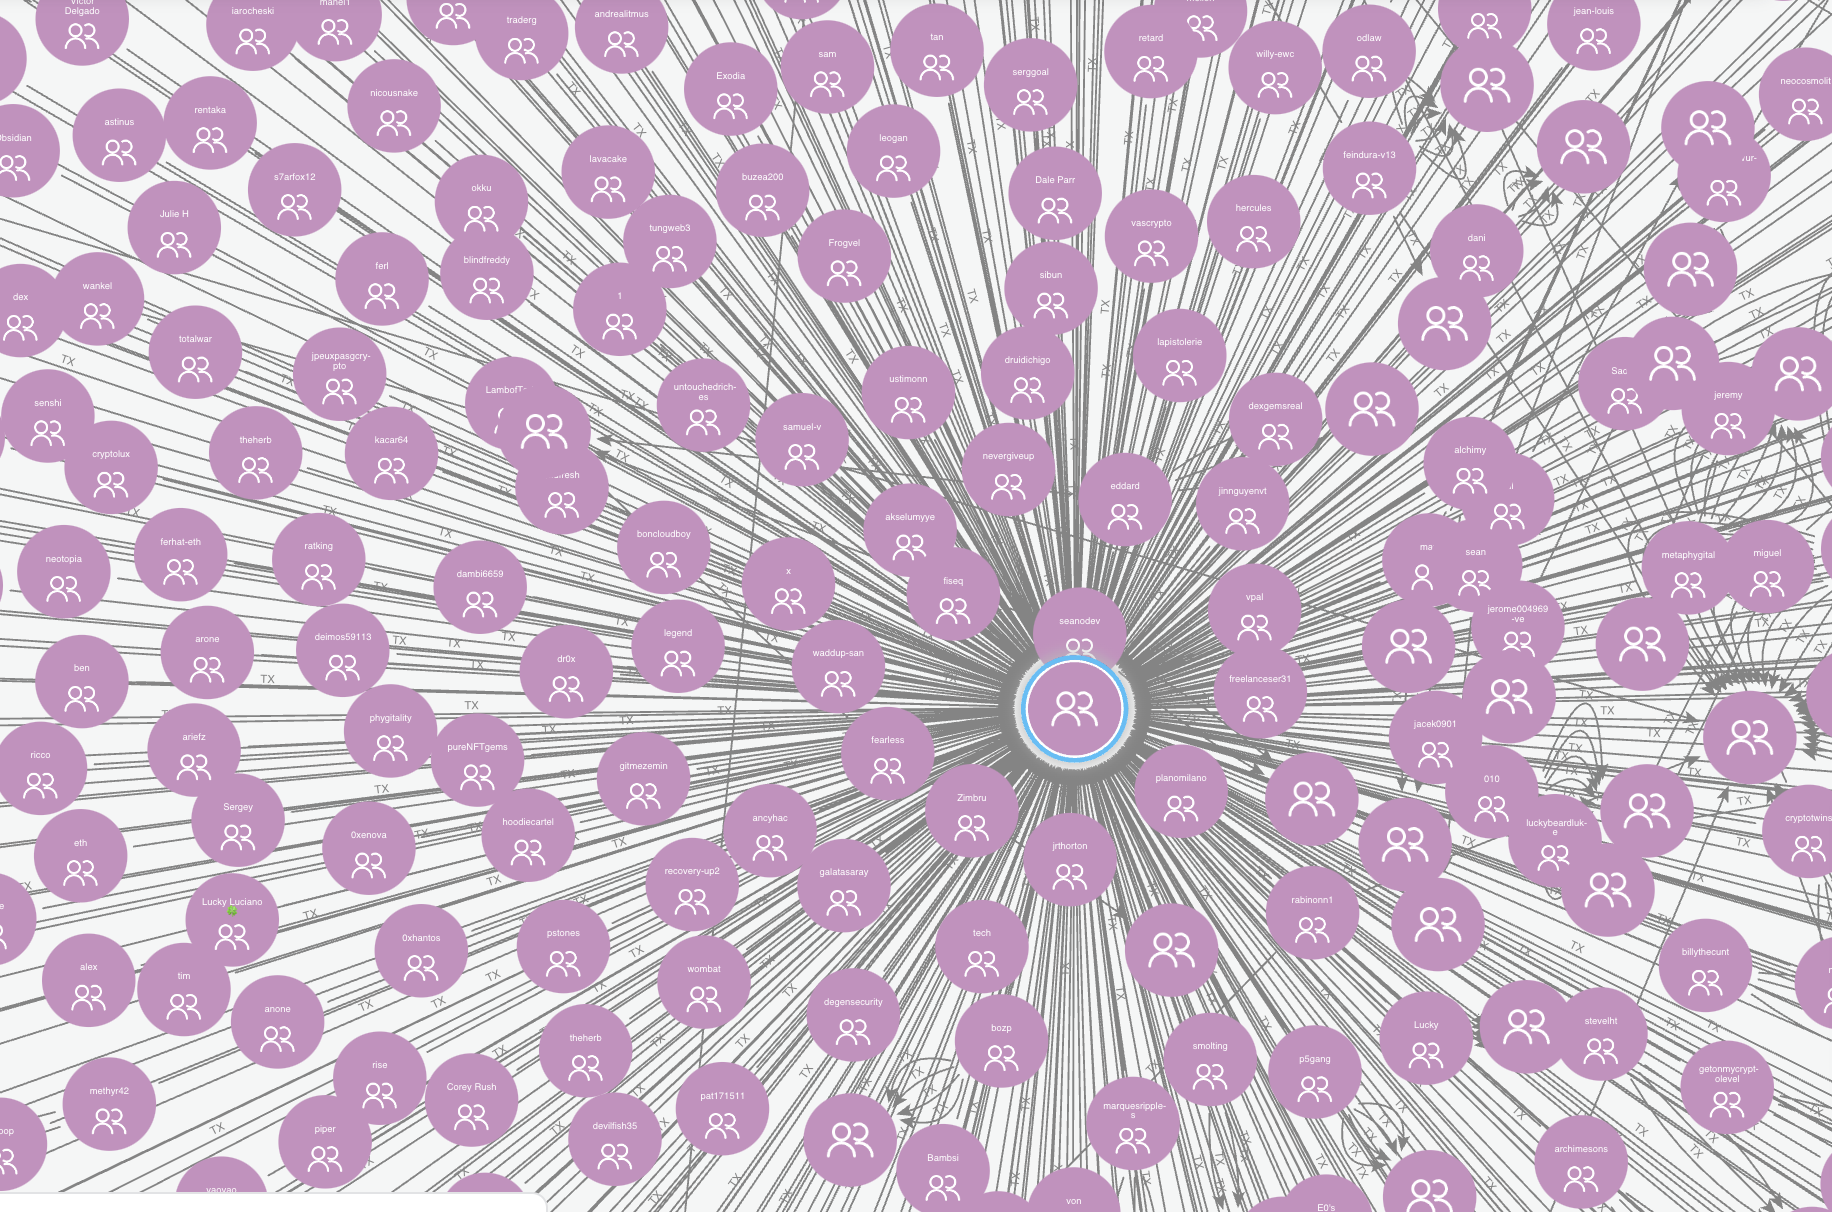 Victor
Delgado
iarocheski
traderg
andrealitmus
tan
retard
willy-ewc
odlaw
jean-louis
Exodia
sam
serggoal
neocosmolit
nicousnake
rentaka
astinus
leogan
lavacake
buzea200
feindura-v13
s7arfox12
okku
Dale Parr
Julie H
tungweb3
vascrypto
hercules
Frogvel
dani
ferl
blindfreddy
sibun
dex
wankel
1
totalwar
lapistolerie
jpeuxpasgcry-
pto
druidichigo
ustimonn
untouchedrich-
es
senshi
dexgemsreal
jeremy
samuel-v
theherb
kacar64
cryptolux
nevergiveup
alchimy
eddard
jinnguyenvt
akselumyye
boncloudboy
neotopia
ferhat-eth
ratking
sean
metaphygital
miguel
dambi6659
x
fiseq
vpal
jerome004969
-ve
seanodev
legend
arone
deimos59113
waddup-san
dr0x
ben
freelanceser31
phygitality
jacek0901
ariefz
ricco
pureNFTgems
fearless
gitmezemin
planomilano
010
Zimbru
Sergey
hoodiecartel
ancyhac
luckybeardluk-
e
cryptotwins
0xenova
eth
jrthorton
recovery-up2
galatasaray
Lucky Luciano
rabinonn1
pstones
tech
0xhantos
billythecunt
alex
tim
wombat
degensecurity
anone
bozp
Lucky
stevelht
theherb
smolting
p5gang
rise
Corey Rush
getonmycrypt-
olevel
methyr42
pat171511
marquesripple-
s
piper
devilfish35
Bambsi
archimesons
von
E0's
TX